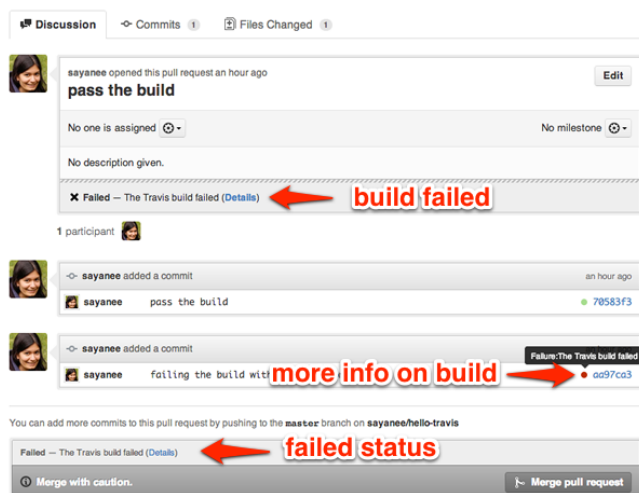 Discussion Commits 1 Files Changed 1
sayanee opened this pull request an hour ago
Edit
pass the build
No one is assigned No milestone
No description given.
Failed — The Travis build failed (Details) build failed
1 participant
sayanee added a commit an hour ago
sayanee pass the build 70583f3
sayanee added a commit
Failure:The Travis build failed
sayanee failing the build with more info on build aa97ca3
You can add more commits to this pull request by pushing to the master branch on sayanee/hello-travis
Failed — The Travis build failed (Details) failed status
Merge with caution. Merge pull request